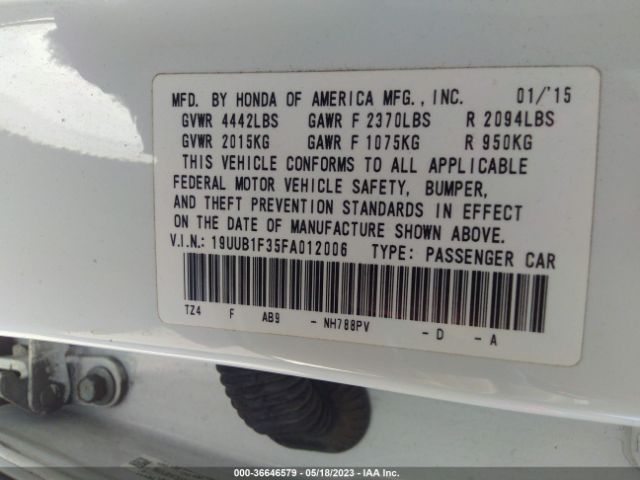 MFD. BY HONDA OF AMERICA MFG., INC. 01/'15
GVWR 4442LBS GAWR F 2370LBS R 2094LBS
GVWR 2015KG GAWR F 1075KG R 950KG
THIS VEHICLE CONFORMS TO ALL APPLICABLE
FEDERAL MOTOR VEHICLE SAFETY, BUMPER,
AND THEFT PREVENTION STANDARDS IN EFFECT
ON THE DATE OF MANUFACTURE SHOWN ABOVE.
V.I.N.: 19UUB1F35FA012006 TYPE: PASSENGER CAR
TZ4 F AB9 - NH788PV - D - A
000-36646579 - 05/18/2023 - IAA Inc.